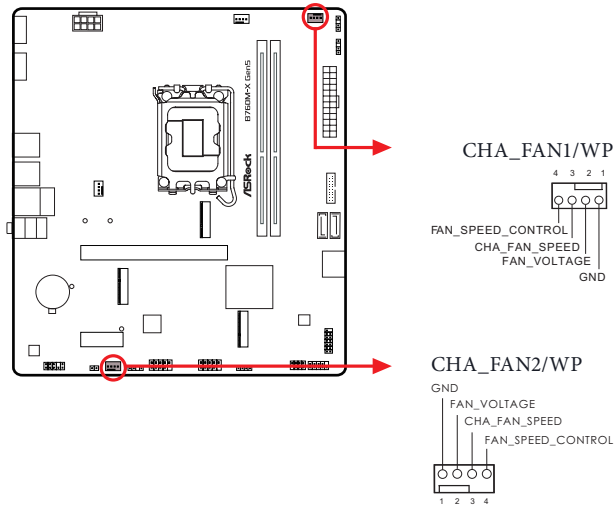 B760M-X Gen5
ASRock
CHA_FAN1/WP
4 3 2 1
FAN_SPEED_CONTROL
CHA_FAN_SPEED
FAN_VOLTAGE
GND
CHA_FAN2/WP
GND
FAN_VOLTAGE
CHA_FAN_SPEED
FAN_SPEED_CONTROL
1 2 3 4